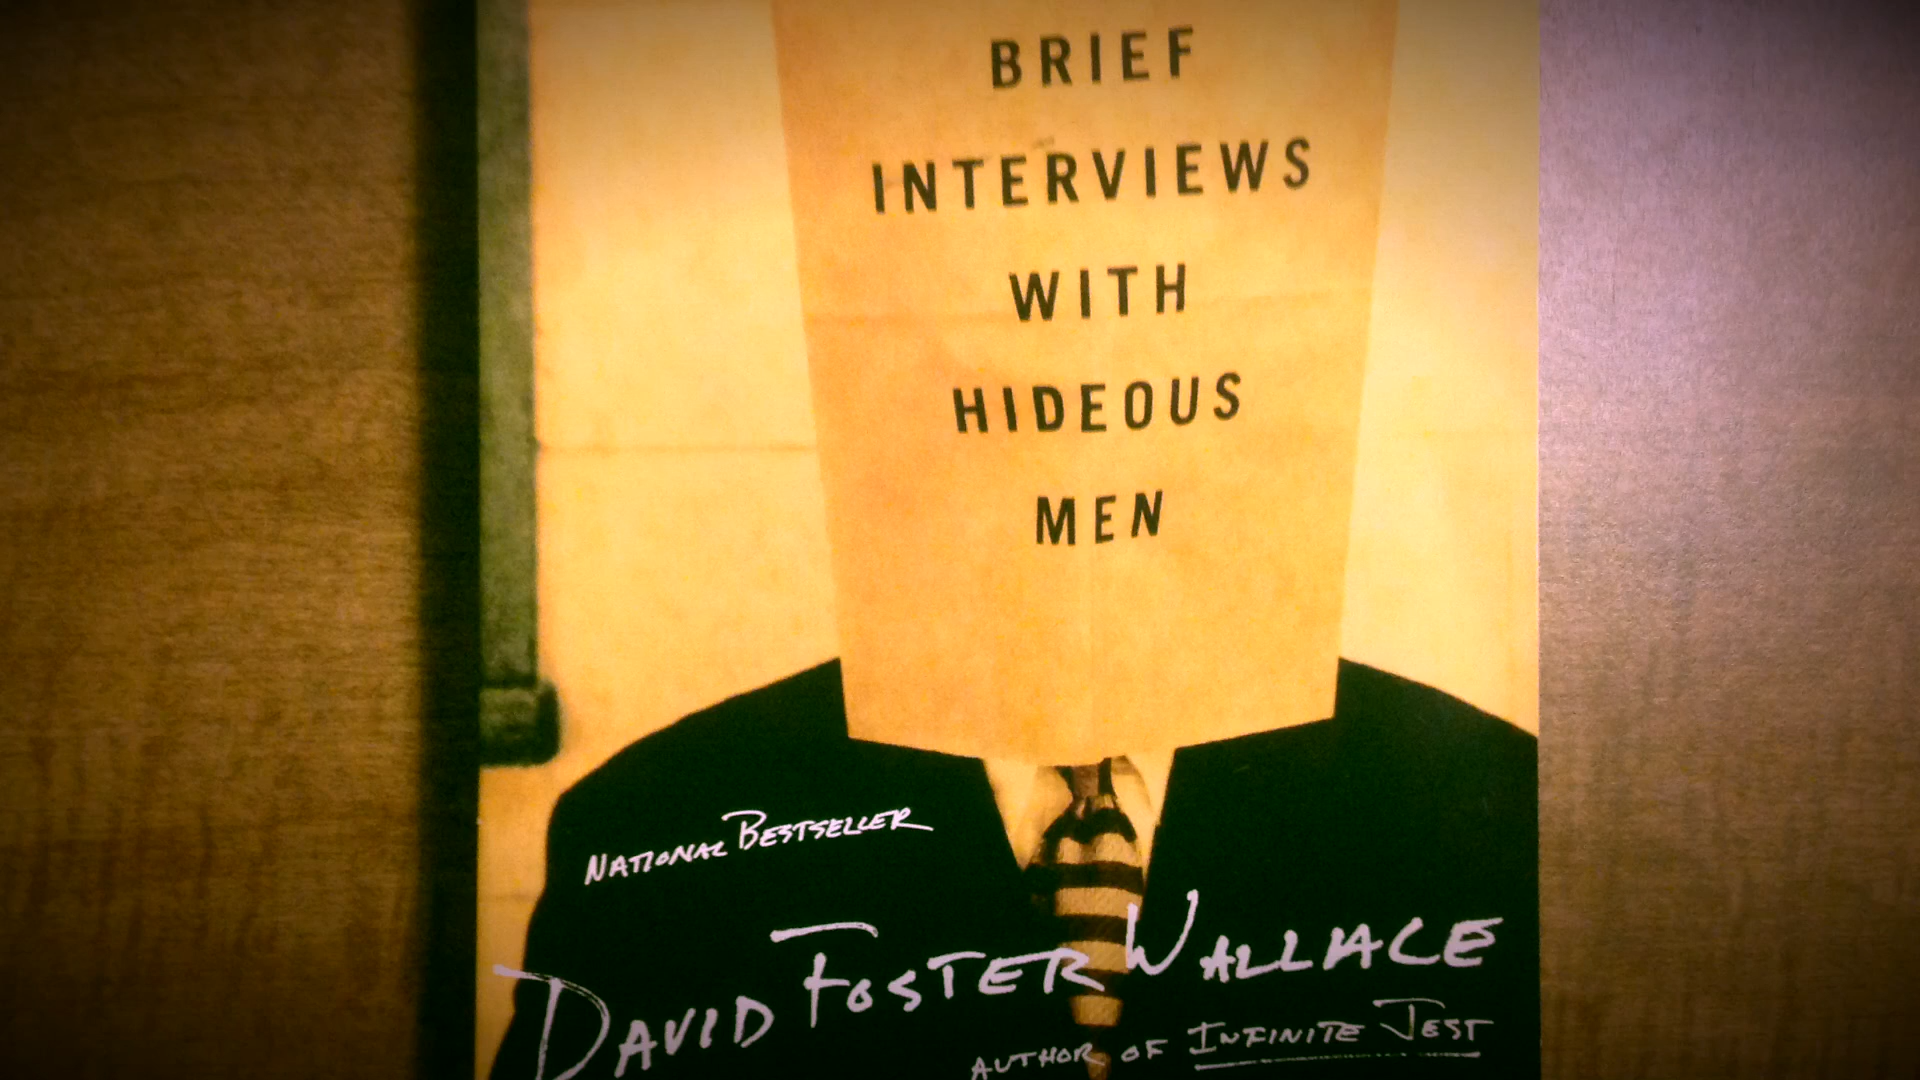 BRIEF
INTERVIEWS
WITH
HIDEOUS
MEN
NATIONAL BESTSELLER
DAVID FOSTER WALLACE
AUTHOR OF INFINITE JEST